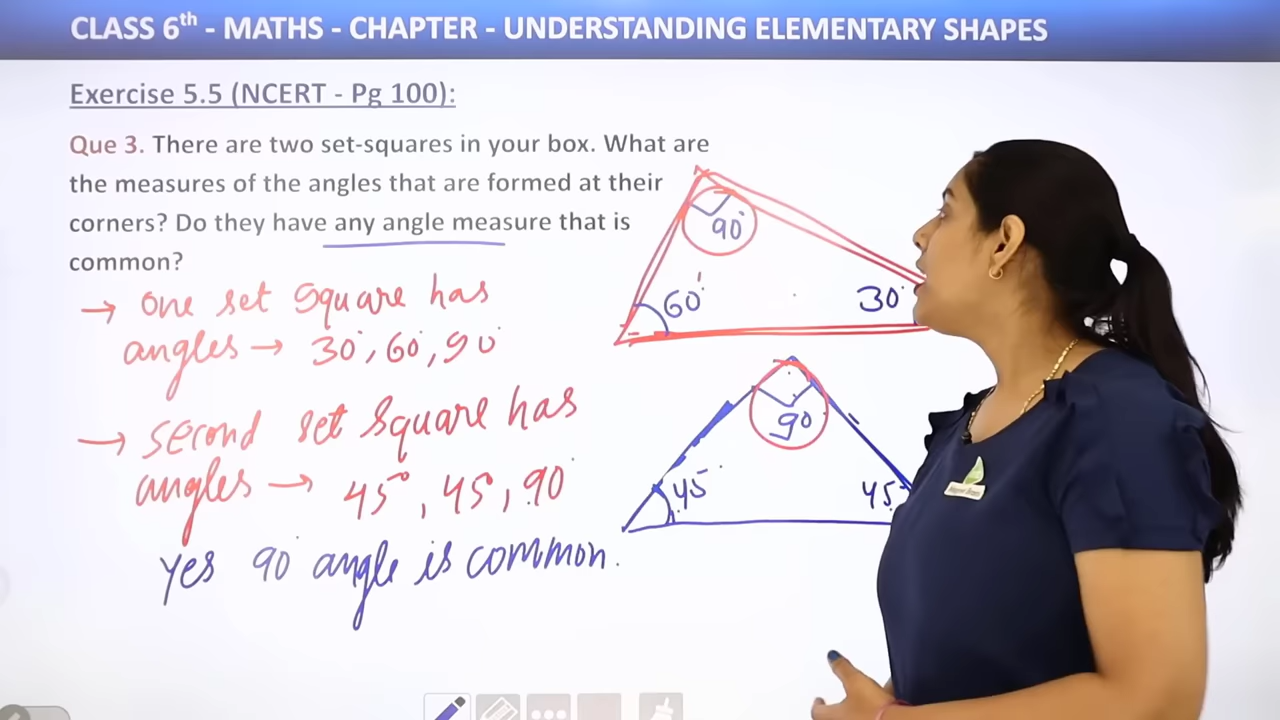 CLASS 6th - MATHS - CHAPTER - UNDERSTANDING ELEMENTARY SHAPES
Exercise 5.5 (NCERT - Pg 100):
Que 3. There are two set-squares in your box. What are
the measures of the angles that are formed at their
corners? Do they have any angle measure that is
common?
→ One set square has
angles → 30°, 60°, 90°
→ Second set square has
angles → 45°, 45°, 90°
Yes 90° angle is common.
90°
60°
30°
90
45°
45°